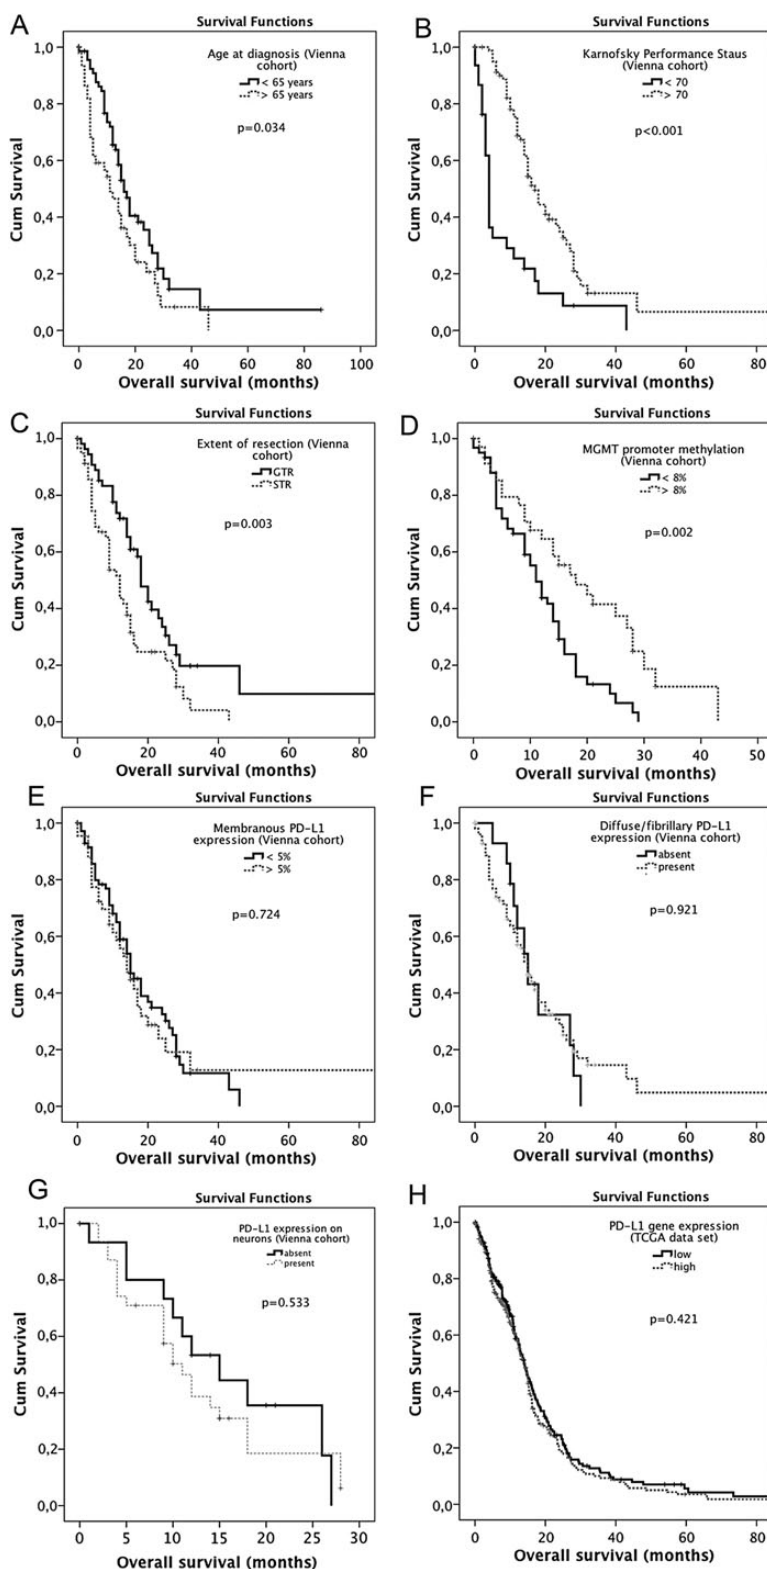 A
Survival Functions
Age at diagnosis (Vienna
cohort)
< 65 years
> 65 years
p=0.034
Cum Survival
1,0
0,8
0,6
0,4
0,2
0,0
0 20 40 60 80 100
Overall survival (months)
B
Survival Functions
Karnofsky Performance Staus
(Vienna cohort)
< 70
> 70
p<0.001
Cum Survival
1,0
0,8
0,6
0,4
0,2
0,0
0 20 40 60 80
Overall survival (months)
C
Survival Functions
Extent of resection (Vienna
cohort)
GTR
STR
p=0.003
Cum Survival
1,0
0,8
0,6
0,4
0,2
0,0
0 20 40 60 80
Overall survival (months)
D
Survival Functions
MGMT promoter methylation
(Vienna cohort)
< 8%
> 8%
p=0.002
Cum Survival
1,0
0,8
0,6
0,4
0,2
0,0
0 10 20 30 40 50
Overall survival (months)
E
Survival Functions
Membranous PD-L1
expression (Vienna cohort)
< 5%
> 5%
p=0.724
Cum Survival
1,0
0,8
0,6
0,4
0,2
0,0
0 20 40 60 80
Overall survival (months)
F
Survival Functions
Diffuse/fibrillary PD-L1
expression (Vienna cohort)
absent
present
p=0.921
Cum Survival
1,0
0,8
0,6
0,4
0,2
0,0
0 20 40 60 80
Overall survival (months)
G
Survival Functions
PD-L1 expression on
neurons (Vienna cohort)
absent
present
p=0.533
Cum Survival
1,0
0,8
0,6
0,4
0,2
0,0
0 5 10 15 20 25 30
Overall survival (months)
H
Survival Functions
PD-L1 gene expression
(TCGA data set)
low
high
p=0.421
Cum Survival
1,0
0,8
0,6
0,4
0,2
0,0
0 20 40 60 80
Overall survival (months)